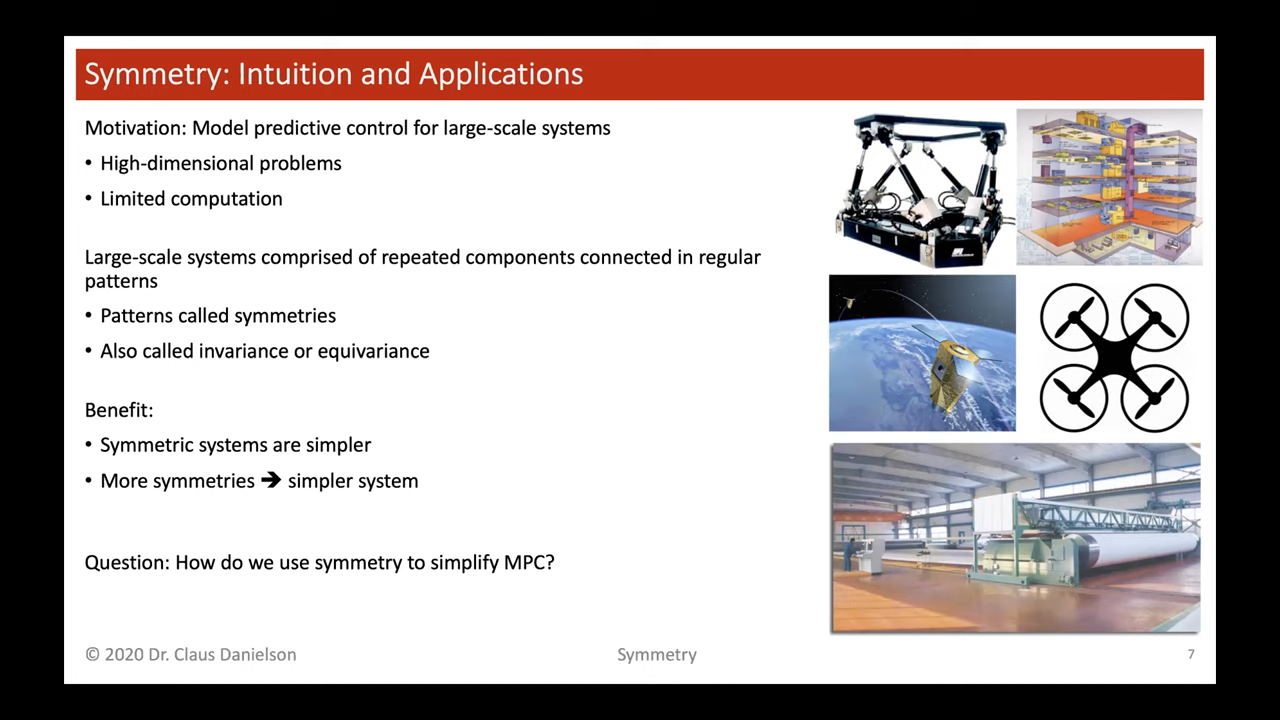 Symmetry: Intuition and Applications
Motivation: Model predictive control for large-scale systems
• High-dimensional problems
• Limited computation
Large-scale systems comprised of repeated components connected in regular
patterns
• Patterns called symmetries
• Also called invariance or equivariance
Benefit:
• Symmetric systems are simpler
• More symmetries ➔ simpler system
Question: How do we use symmetry to simplify MPC?
© 2020 Dr. Claus Danielson
Symmetry
7